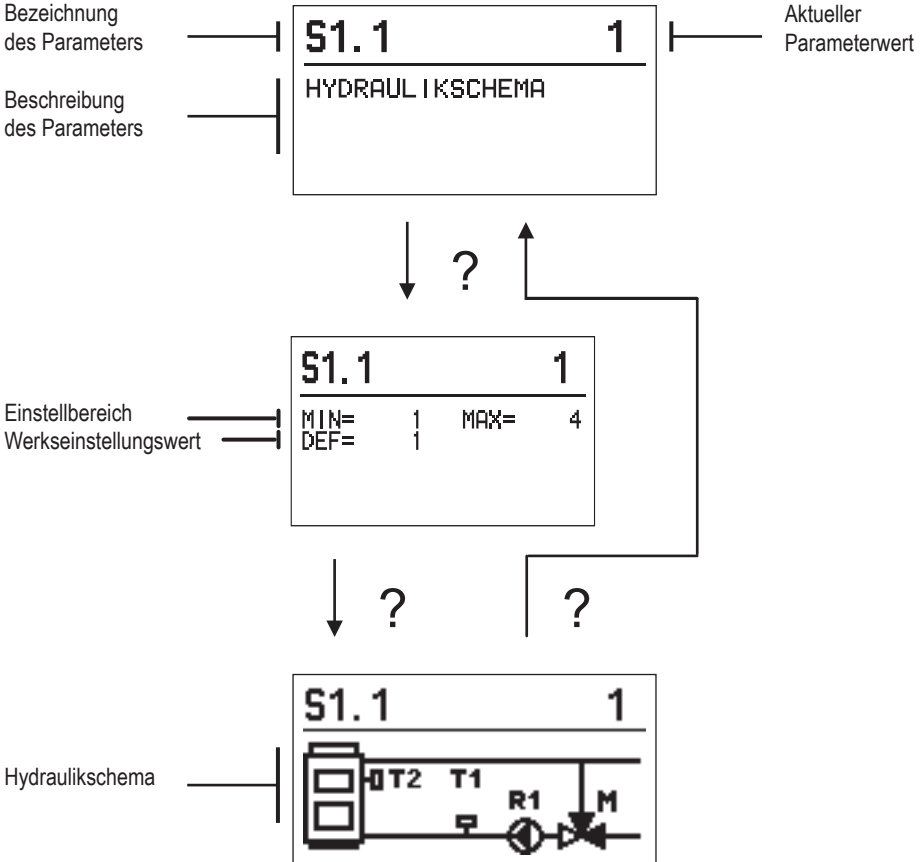 Bezeichnung
des Parameters
S1.1 1
Aktueller
Parameterwert
Beschreibung
des Parameters
HYDRAULIKSCHEMA
?
S1.1 1
Einstellbereich
Werkseinstellungswert
MIN= 1 MAX= 4
DEF= 1
? ?
S1.1 1
Hydraulikschema
T2 T1
R1 M